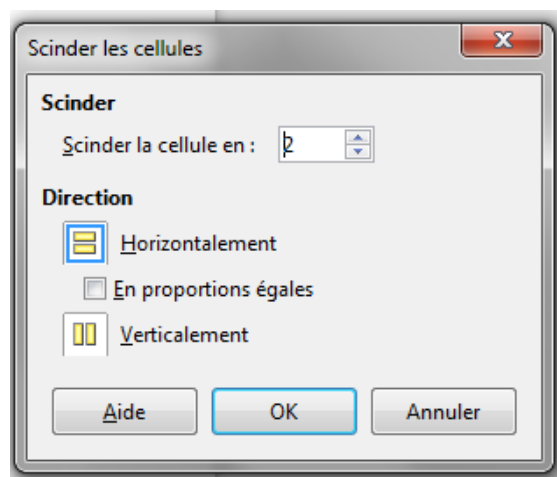 Scinder les cellules
Scinder
Scinder la cellule en : 2
Direction
Horizontalement
En proportions égales
Verticalement
Aide OK Annuler